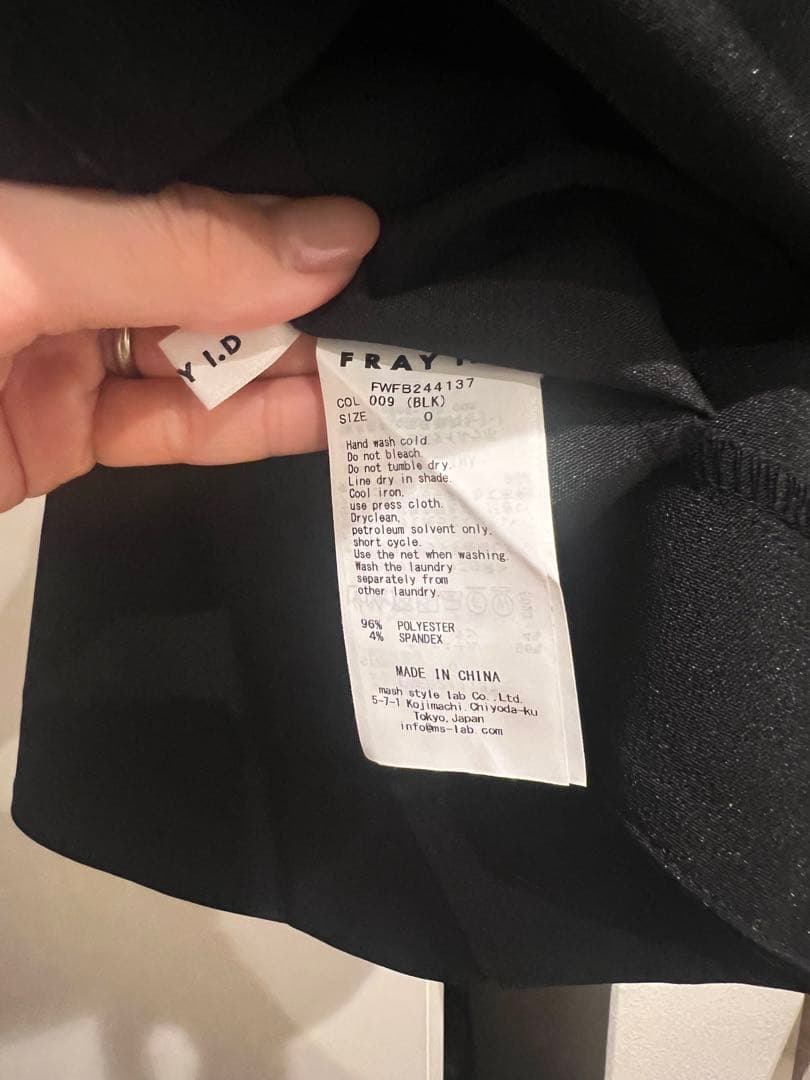 Y I.D
FRAY
FWFB244137
COL 009 (BLK)
SIZE 0
Hand wash cold.
Do not bleach.
Do not tumble dry.
Line dry in shade.
Cool iron,
use press cloth.
Dryclean,
petroleum solvent only.
short cycle.
Use the net when washing.
Wash the laundry
separately from
other laundry.
96% POLYESTER
4% SPANDEX
MADE IN CHINA
mash style lab Co.,Ltd.
5-7-1 Kojimachi.Chiyoda-ku
Tokyo,Japan
info@ms-lab.com